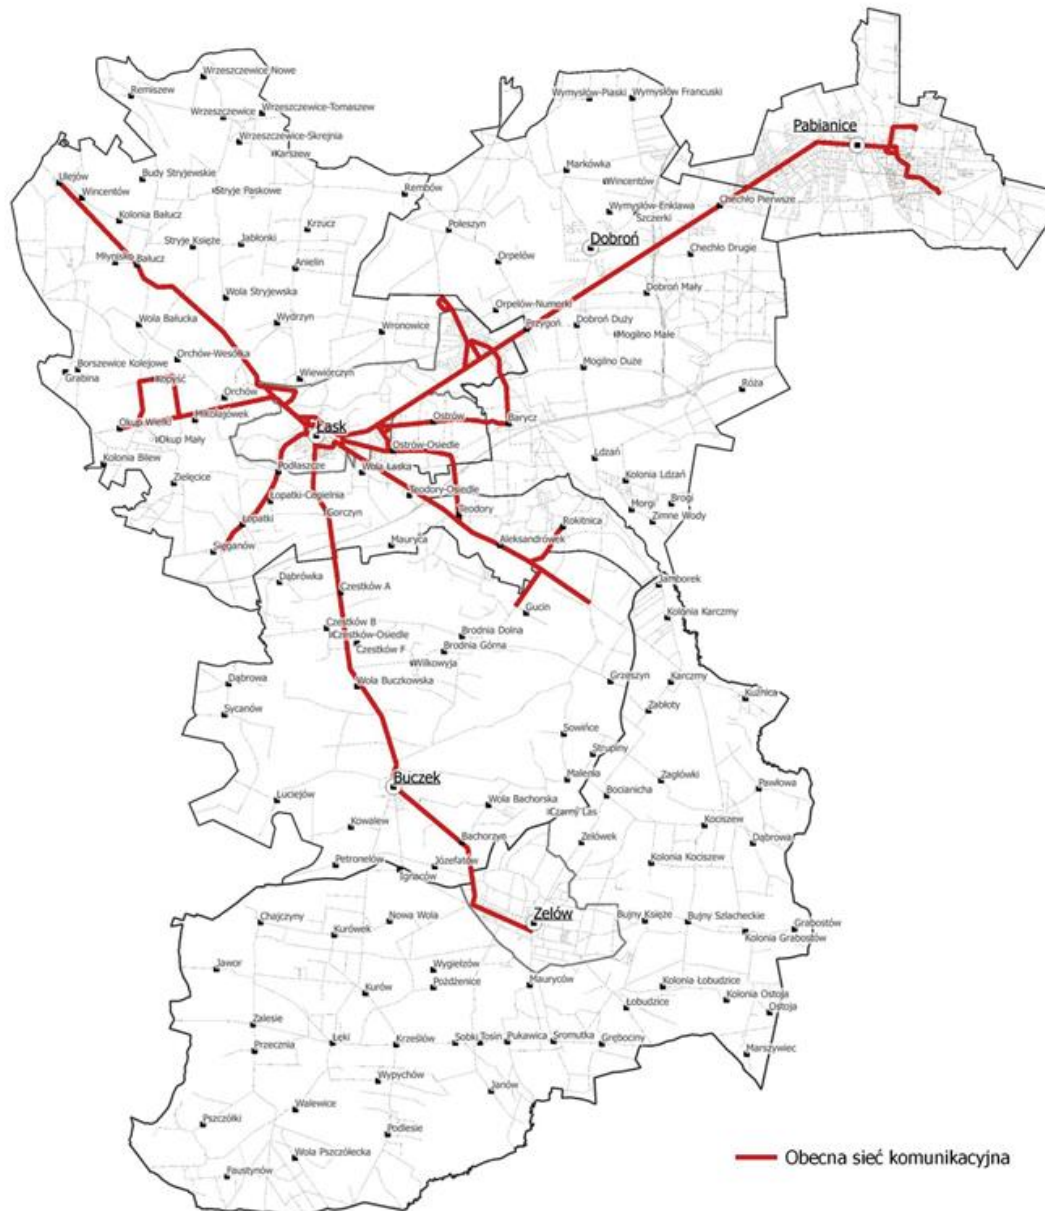 Wrzeszczewice Nowe
Remiszew
Wrzeszczewice
Wrzeszczewice-Tomaszew
Wymysłów-Piaski
Wymysłów Francuski
Pabianice
Wrzeszczewice-Skrejnia
Karszew
Markówka
Ulejów
Budy Stryjewskie
Wincentów
Stryje Paskowe
Rembów
Wincentów
Chechło Pierwsze
Kolonia Bałucz
Krzucz
Poleszyn
Wymysłów-Enklawa
Szczerki
Stryje Księże
Jabłonki
Dobroń
Chechło Drugie
Młynisko
Bałucz
Anielin
Orpelów
Wola Stryjewska
Dobroń Mały
Orpelów-Numerki
Wola Bałucka
Wydrzyn
Wronowice
Przygoń
Dobroń Duży
Mogilno Małe
Orchów-Wesółka
Borszewice Kolejowe
Grabina
Kopyść
Wiewiórczyn
Mogilno Duże
Róża
Orchów
Okup Wielki
Mikołajówek
Łask
Ostrów
Barycz
Okup Mały
Ostrów-Osiedle
Kolonia Bilew
Podłaszcze
Wola Łaska
Ldzań
Zielęcice
Kolonia Ldzań
Łopatki-Cegielnia
Teodory-Osiedle
Gorczyn
Teodory
Morgi
Brogi
Łopatki
Rokitnica
Zimne Wody
Sięganów
Mauryca
Aleksandrówek
Dąbrówka
Czestków A
Jamborek
Gucin
Kolonia Karczmy
Czestków B
Czestków-Osiedle
Czestków F
Brodnia Dolna
Brodnia Górna
Wilkowyja
Dąbrowa
Wola Buczkowska
Grzeszyn
Karczmy
Kuźnica
Sycanów
Zabłoty
Sowińce
Strupiny
Buczek
Malenia
Zagłówki
Pawłowa
Luciejów
Wola Bachorska
Bocianicha
Czarny Las
Kowalew
Kociszew
Bachorzyn
Zelówek
Dąbrowa
Petronelów
Józefatów
Ignaców
Kolonia Kociszew
Chajczyny
Nowa Wola
Zelów
Bujny Księże
Bujny Szlacheckie
Grabostów
Kurówek
Kolonia Grabostów
Jawor
Wygiełzów
Pożdżenice
Mauryców
Kolonia Łobudzice
Kurów
Łobudzice
Kolonia Ostoja
Ostoja
Zalesie
Łęki
Krześlów
Sobki
Tosin
Pukawica
Sromutka
Grębociny
Przecznia
Marszywiec
Wypychów
Janów
Walewice
Pszczółki
Podlesie
Wola Pszczółecka
Faustynów
Obecna sieć komunikacyjna